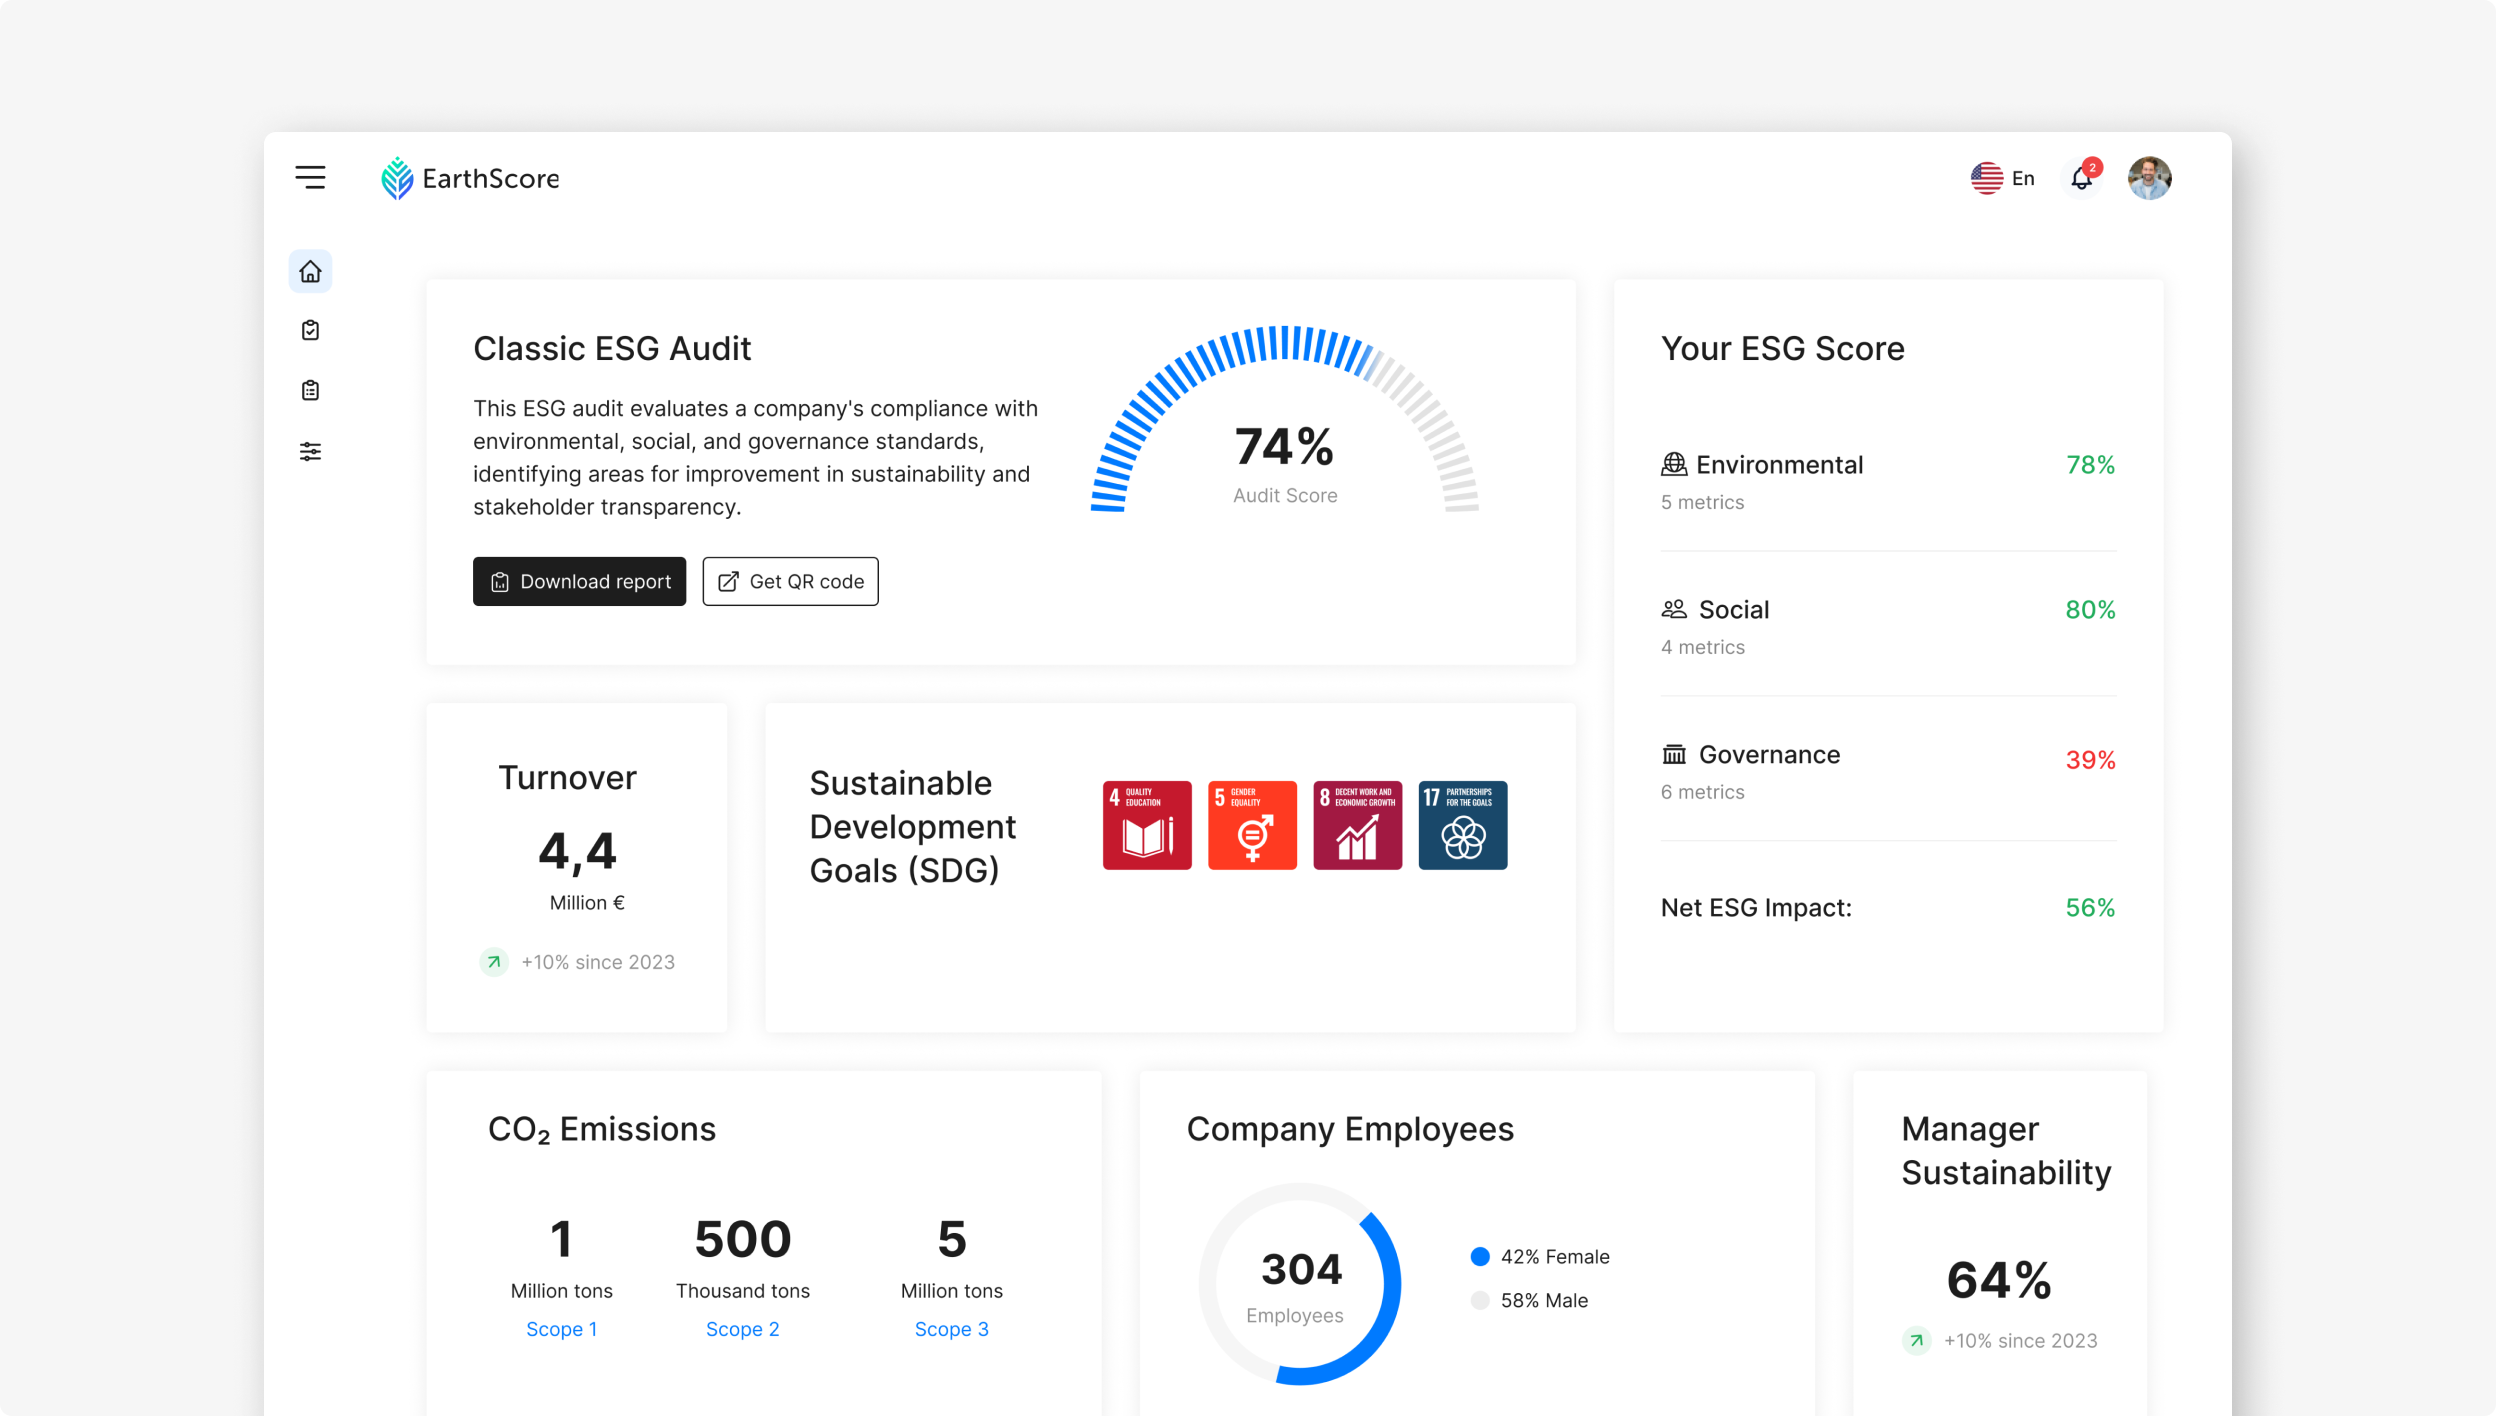 EarthScore
En
2
Classic ESG Audit
This ESG audit evaluates a company's compliance with
environmental, social, and governance standards,
identifying areas for improvement in sustainability and
stakeholder transparency.
Download report
Get QR code
74%
Audit Score
Your ESG Score
Environmental
78%
5 metrics
Social
80%
4 metrics
Governance
39%
6 metrics
Net ESG Impact:
56%
Turnover
4,4
Million €
+10% since 2023
Sustainable
Development
Goals (SDG)
4 QUALITY
EDUCATION
5 GENDER
EQUALITY
8 DECENT WORK AND
ECONOMIC GROWTH
17 PARTNERSHIPS
FOR THE GOALS
CO₂ Emissions
1
Million tons
Scope 1
500
Thousand tons
Scope 2
5
Million tons
Scope 3
Company Employees
304
Employees
42% Female
58% Male
Manager
Sustainability
64%
+10% since 2023